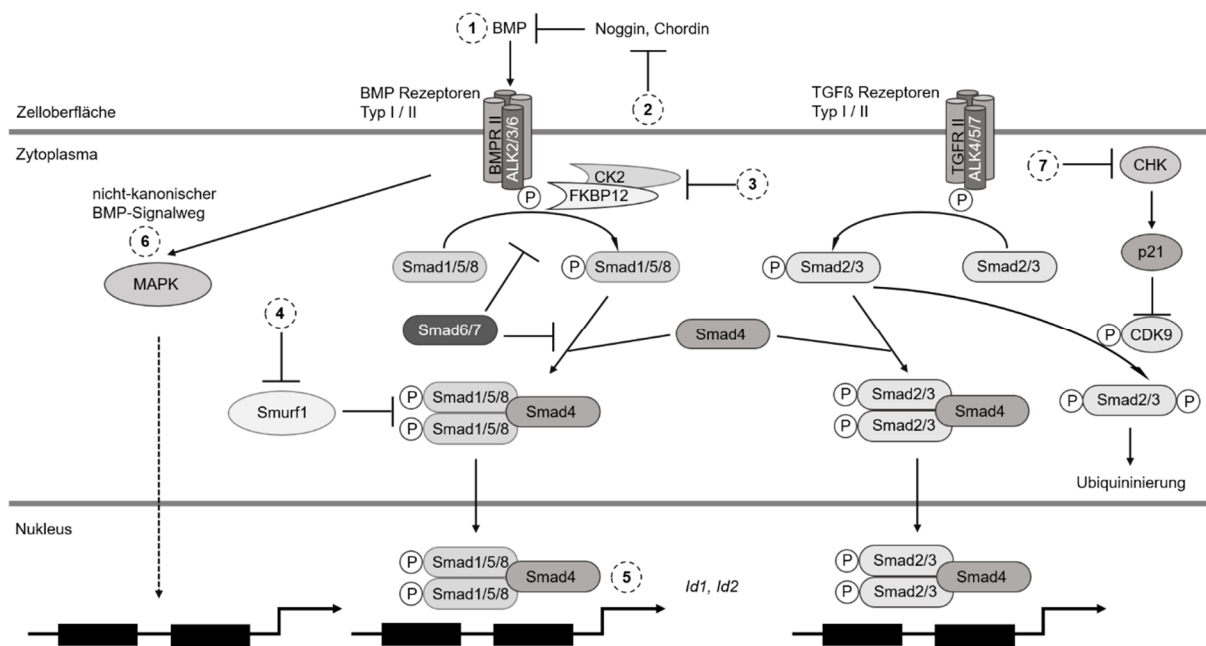 1
BMP
Noggin, Chordin
2
Zelloberfläche
BMP Rezeptoren
Typ I / II
BMPR II
ALK2/3/6
TGFß Rezeptoren
Typ I / II
TGFR II
ALK4/5/7
Zytoplasma
nicht-kanonischer
BMP-Signalweg
6
MAPK
P
CK2
FKBP12
3
P
7
CHK
Smad1/5/8
P
Smad1/5/8
P
Smad2/3
Smad2/3
p21
4
Smad6/7
Smad4
P
CDK9
Smurf1
P
Smad1/5/8
P
Smad1/5/8
Smad4
P
Smad2/3
P
Smad2/3
Smad4
P
Smad2/3
P
Ubiquininierung
Nukleus
P
Smad1/5/8
P
Smad1/5/8
Smad4
5
Id1, Id2
P
Smad2/3
P
Smad2/3
Smad4